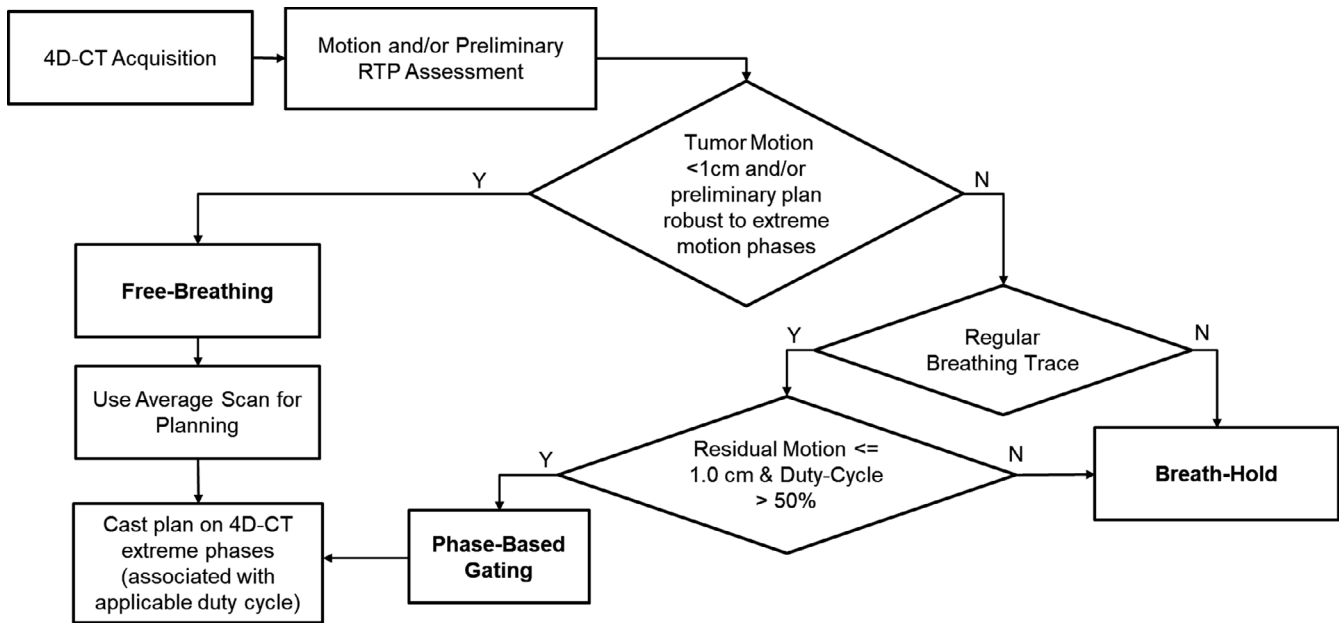 4D-CT Acquisition
Motion and/or Preliminary
RTP Assessment
Tumor Motion
<1cm and/or
preliminary plan
robust to extreme
motion phases
Y
N
Free-Breathing
Regular
Breathing Trace
Y
N
Use Average Scan for
Planning
Residual Motion <=
1.0 cm & Duty-Cycle
> 50%
Y
N
Breath-Hold
Cast plan on 4D-CT
extreme phases
(associated with
applicable duty cycle)
Phase-Based
Gating